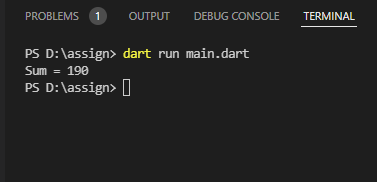 PROBLEMS 1 OUTPUT DEBUG CONSOLE TERMINAL
PS D:\assign> dart run main.dart
Sum = 190
PS D:\assign>